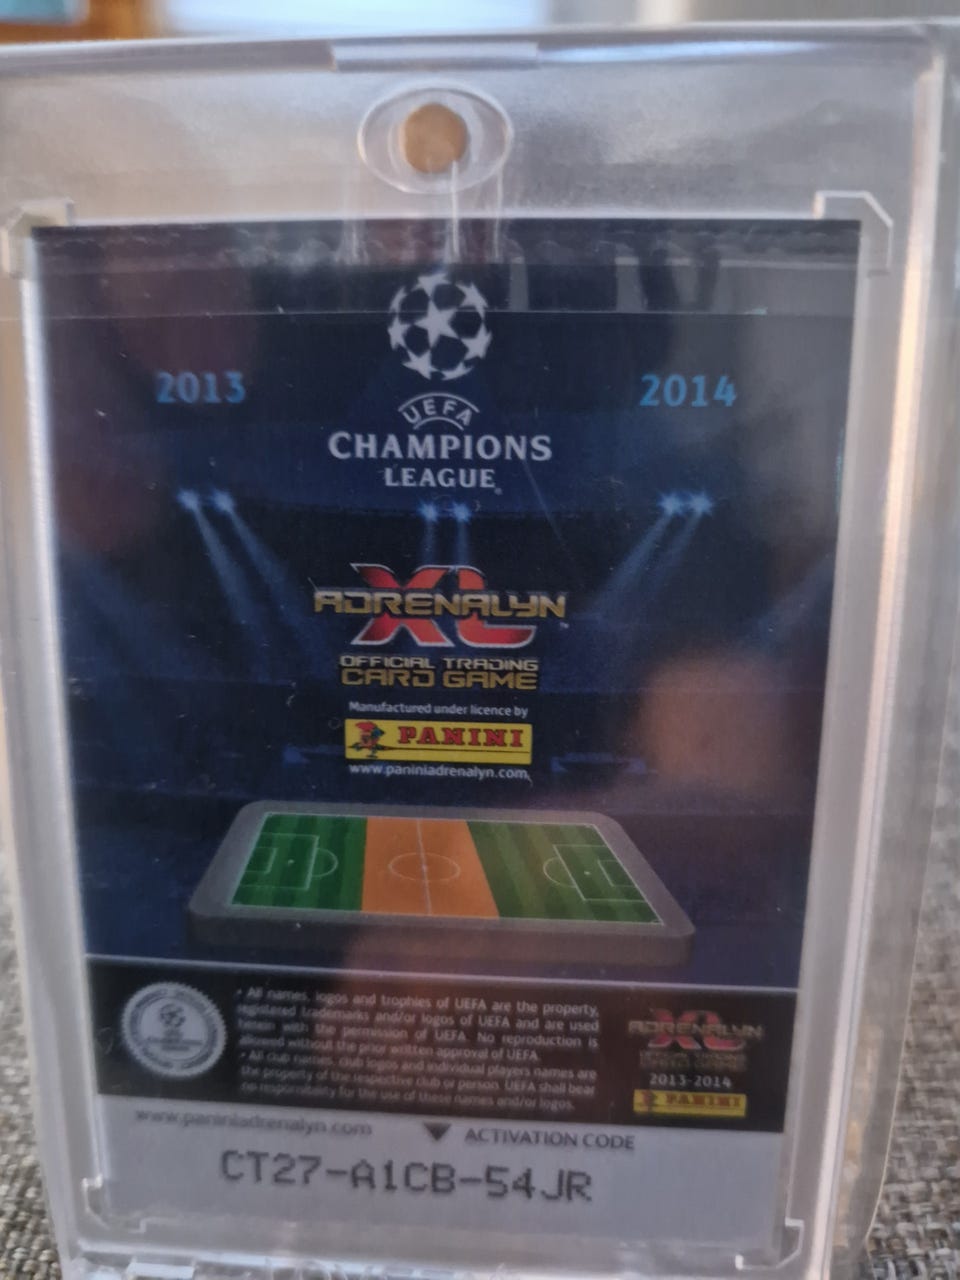 2013
2014
UEFA
CHAMPIONS
LEAGUE
XL
ADRENALYN
OFFICIAL TRADING
CARD GAME
Manufactured under licence by
PANINI
www.paniniadrenalyn.com
• All names, logos and trophies of UEFA are the property,
registered trademarks and/or logos of UEFA and are used
herein with the permission of UEFA. No reproduction is
allowed without the prior written approval of UEFA.
• All club names, club logos and individual players names are
the property of the respective club or person. UEFA shall bear
no responsibility for the use of these names and/or logos.
XL
ADRENALYN
2013-2014
PANINI
www.paniniadrenalyn.com
ACTIVATION CODE
CT27-A1CB-54JR